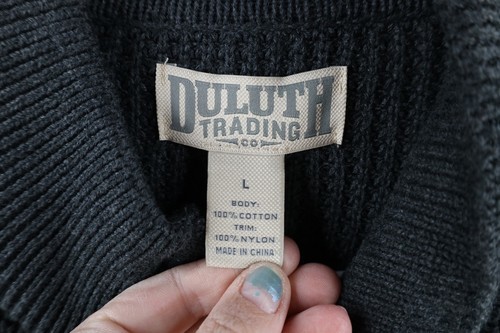 DULUTH
TRADING
CO
L
BODY:
100% COTTON
TRIM:
100% NYLON
MADE IN CHINA